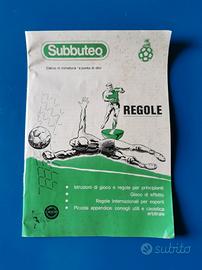 Subbuteo
Calcio in miniatura "a punta di dito"
REGOLE
Istruzioni di gioco e regole per principianti
Gioco di effetto
Regole internazionali per esperti
Piccola appendice: consigli utili e casistica
arbitrale
subito